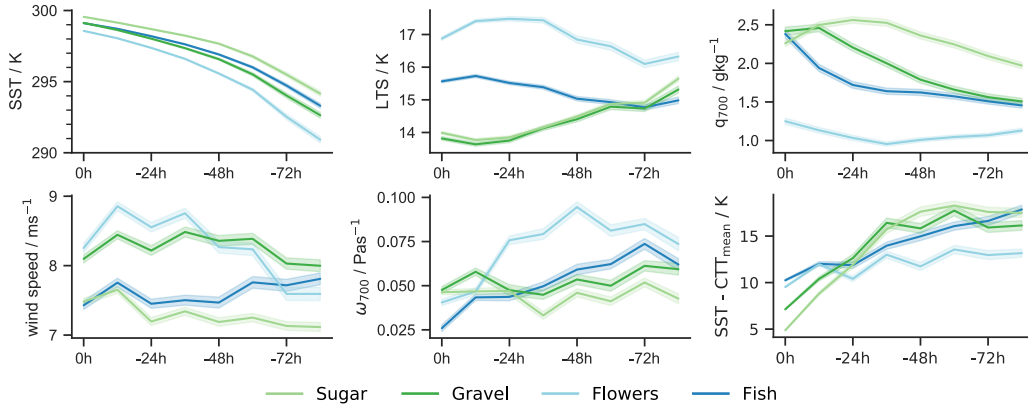 SST / K
300
295
290
0h -24h -48h -72h
LTS / K
17
16
15
14
0h -24h -48h -72h
q700 / gkg−1
2.5
2.0
1.5
1.0
0h -24h -48h -72h
wind speed / ms−1
9
8
7
0h -24h -48h -72h
ω700 / Pas−1
0.100
0.075
0.050
0.025
0h -24h -48h -72h
SST - CTTmean / K
15
10
5
0h -24h -48h -72h
Sugar Gravel Flowers Fish